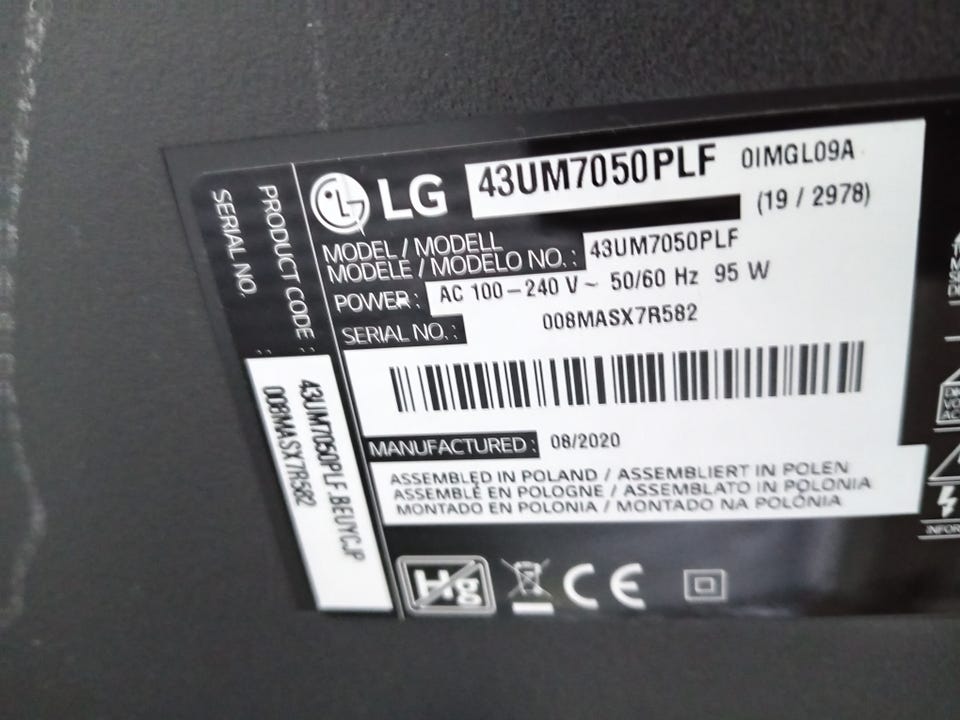 LG 43UM7050PLF 0IMGL09A
(19 / 2978)
MODEL / MODELL
MODÈLE / MODELO NO. : 43UM7050PLF
POWER : AC 100-240 V ~ 50/60 Hz 95 W
SERIAL NO. : 008MASX7R582
MANUFACTURED : 08/2020
ASSEMBLED IN POLAND / ASSEMBLIERT IN POLEN
ASSEMBLÉ EN POLOGNE / ASSEMBLATO IN POLONIA
MONTADO EN POLONIA / MONTADO NA POLÓNIA
Hg CE
PRODUCT CODE : 43UM7050PLF.BEUYCJP
SERIAL NO. : 008MASX7R582